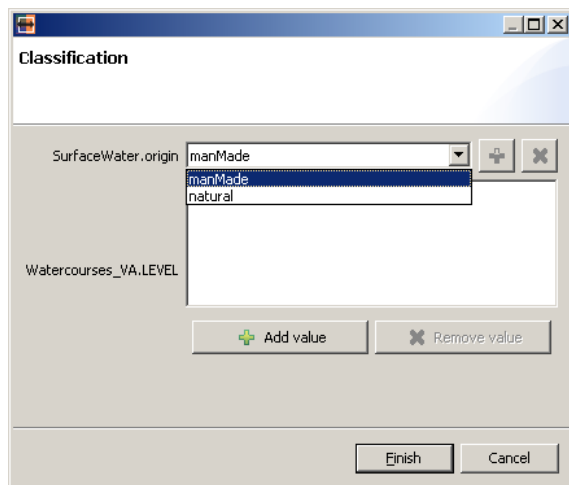 Classification
SurfaceWater.origin manMade
manMade
natural
Watercourses_VA.LEVEL
Add value Remove value
Finish Cancel